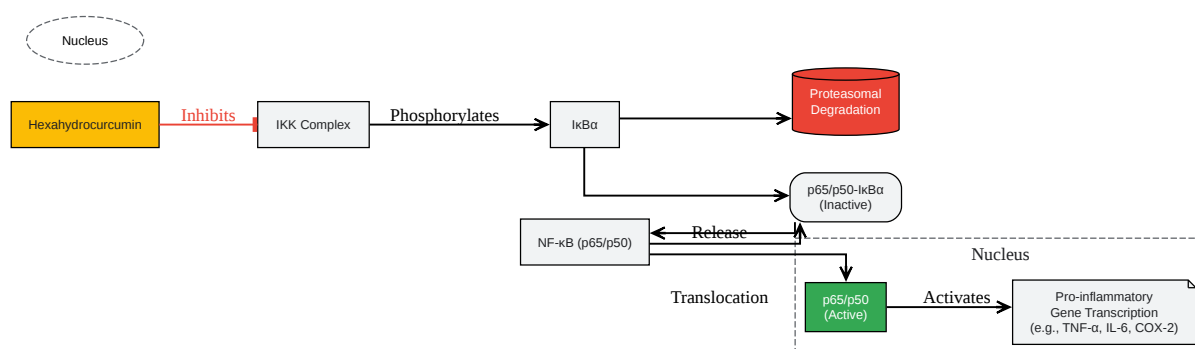 Nucleus
Hexahydrocurcumin
Inhibits
IKK Complex
Phosphorylates
IκBα
Proteasomal
Degradation
p65/p50-IκBα
(Inactive)
NF-κB (p65/p50)
Release
Nucleus
Translocation
p65/p50
(Active)
Activates
Pro-inflammatory
Gene Transcription
(e.g., TNF-α, IL-6, COX-2)